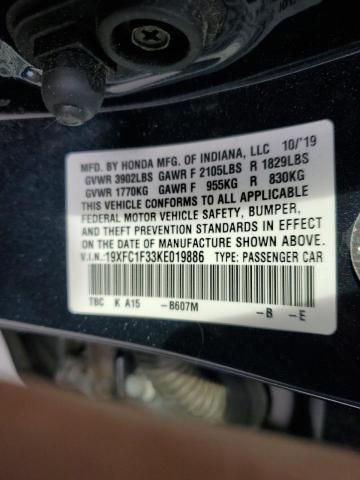 MFD. BY HONDA MFG. OF INDIANA, LLC 10/'19
GVWR 3902LBS GAWR F 2105LBS R 1829LBS
GVWR 1770KG GAWR F 955KG R 830KG
THIS VEHICLE CONFORMS TO ALL APPLICABLE
FEDERAL MOTOR VEHICLE SAFETY, BUMPER,
AND THEFT PREVENTION STANDARDS IN EFFECT
ON THE DATE OF MANUFACTURE SHOWN ABOVE.
V.I.N.:19XFC1F33KE019886 TYPE: PASSENGER CAR
TBC K A15 -B607M -B -E